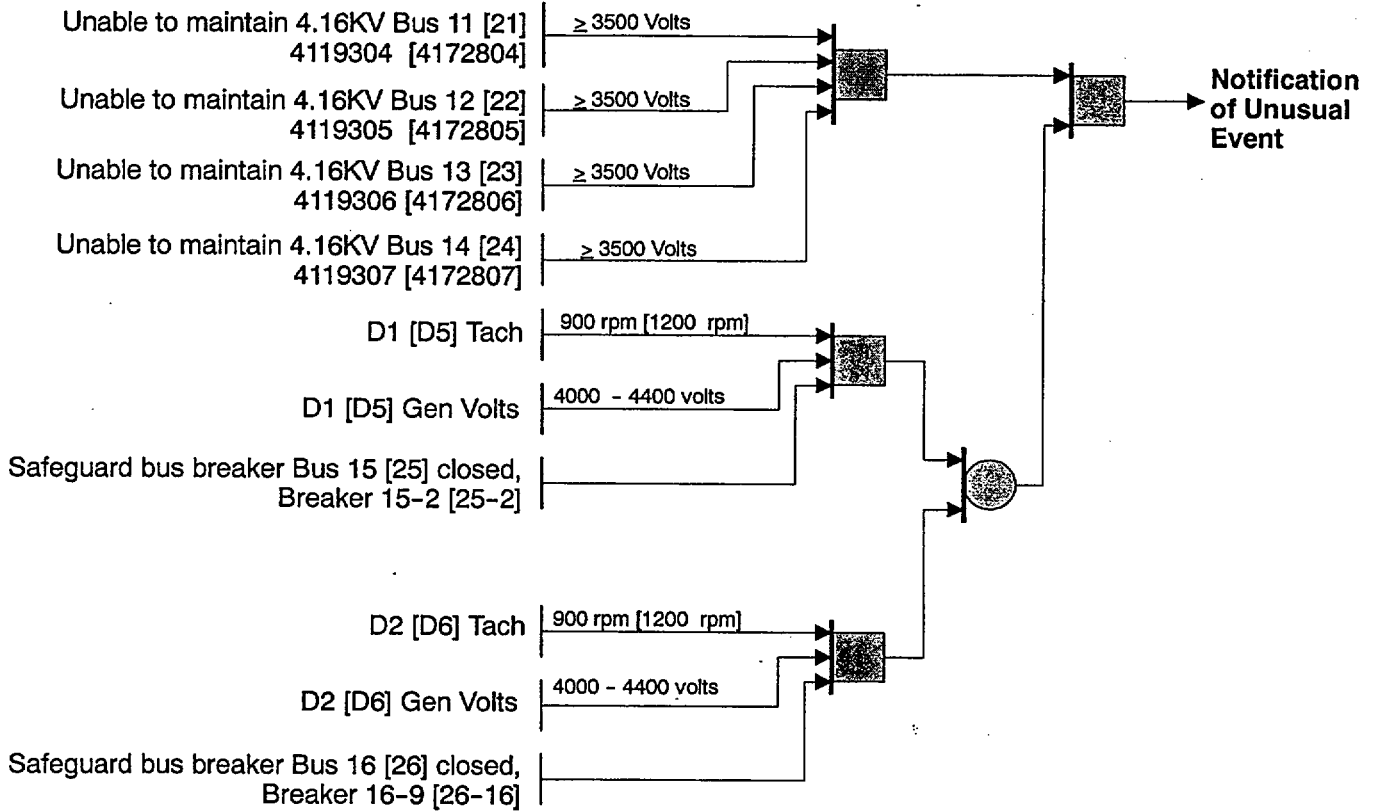 Unable to maintain 4.16KV Bus 11 [21]
≥ 3500 Volts
4119304 [4172804]
Unable to maintain 4.16KV Bus 12 [22]
≥ 3500 Volts
4119305 [4172805]
Unable to maintain 4.16KV Bus 13 [23]
≥ 3500 Volts
4119306 [4172806]
Unable to maintain 4.16KV Bus 14 [24]
≥ 3500 Volts
4119307 [4172807]
Notification
of Unusual
Event
D1 [D5] Tach
900 rpm [1200 rpm]
D1 [D5] Gen Volts
4000 - 4400 volts
Safeguard bus breaker Bus 15 [25] closed,
Breaker 15-2 [25-2]
D2 [D6] Tach
900 rpm [1200 rpm]
D2 [D6] Gen Volts
4000 - 4400 volts
Safeguard bus breaker Bus 16 [26] closed,
Breaker 16-9 [26-16]